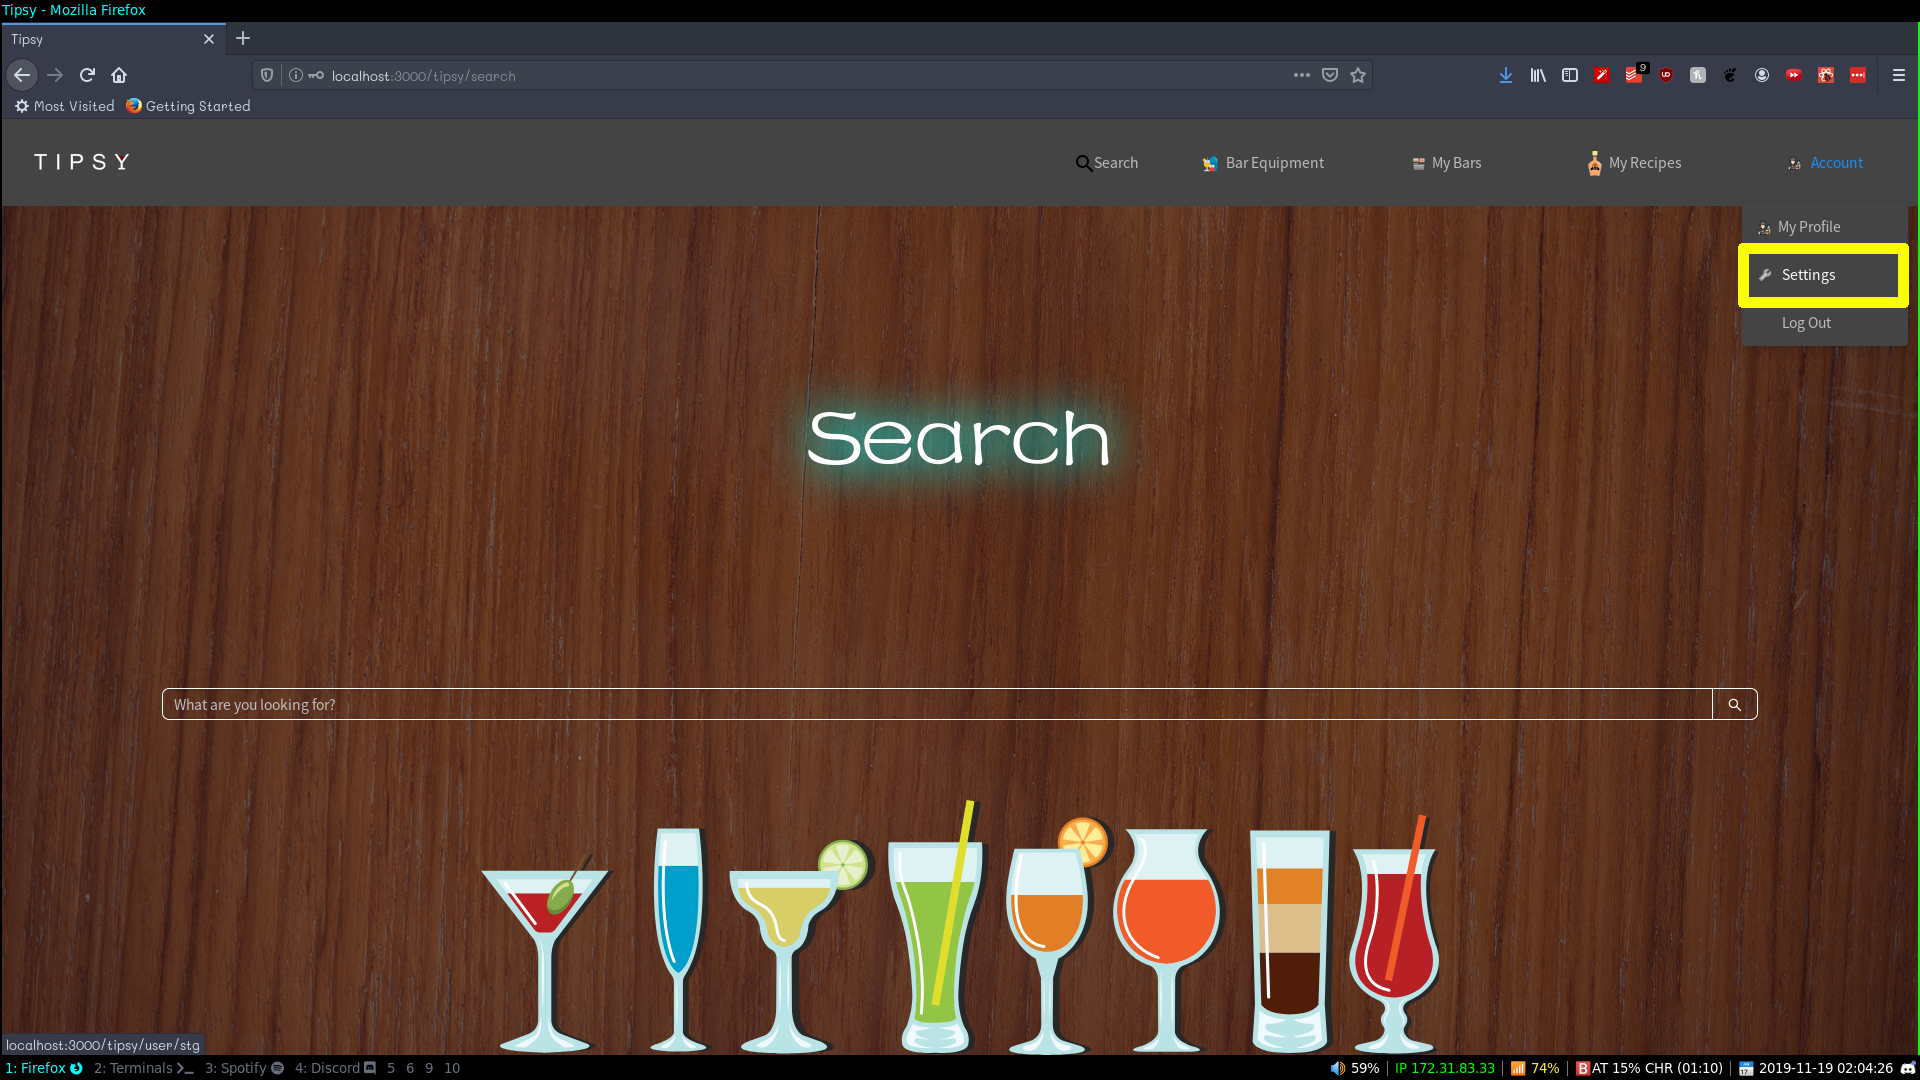 Tipsy - Mozilla Firefox
Tipsy
localhost:3000/tipsy/search
9
Most Visited Getting Started
TIPSY Search Bar Equipment My Bars My Recipes Account
My Profile
Settings
Log Out
Search
What are you looking for?
localhost:3000/tipsy/user/stg
1: Firefox 2: Terminals 3: Spotify 4: Discord 5 6 9 10 59% | IP 172.31.83.33 | 74% | BAT 15% CHR (01:10) | 2019-11-19 02:04:26